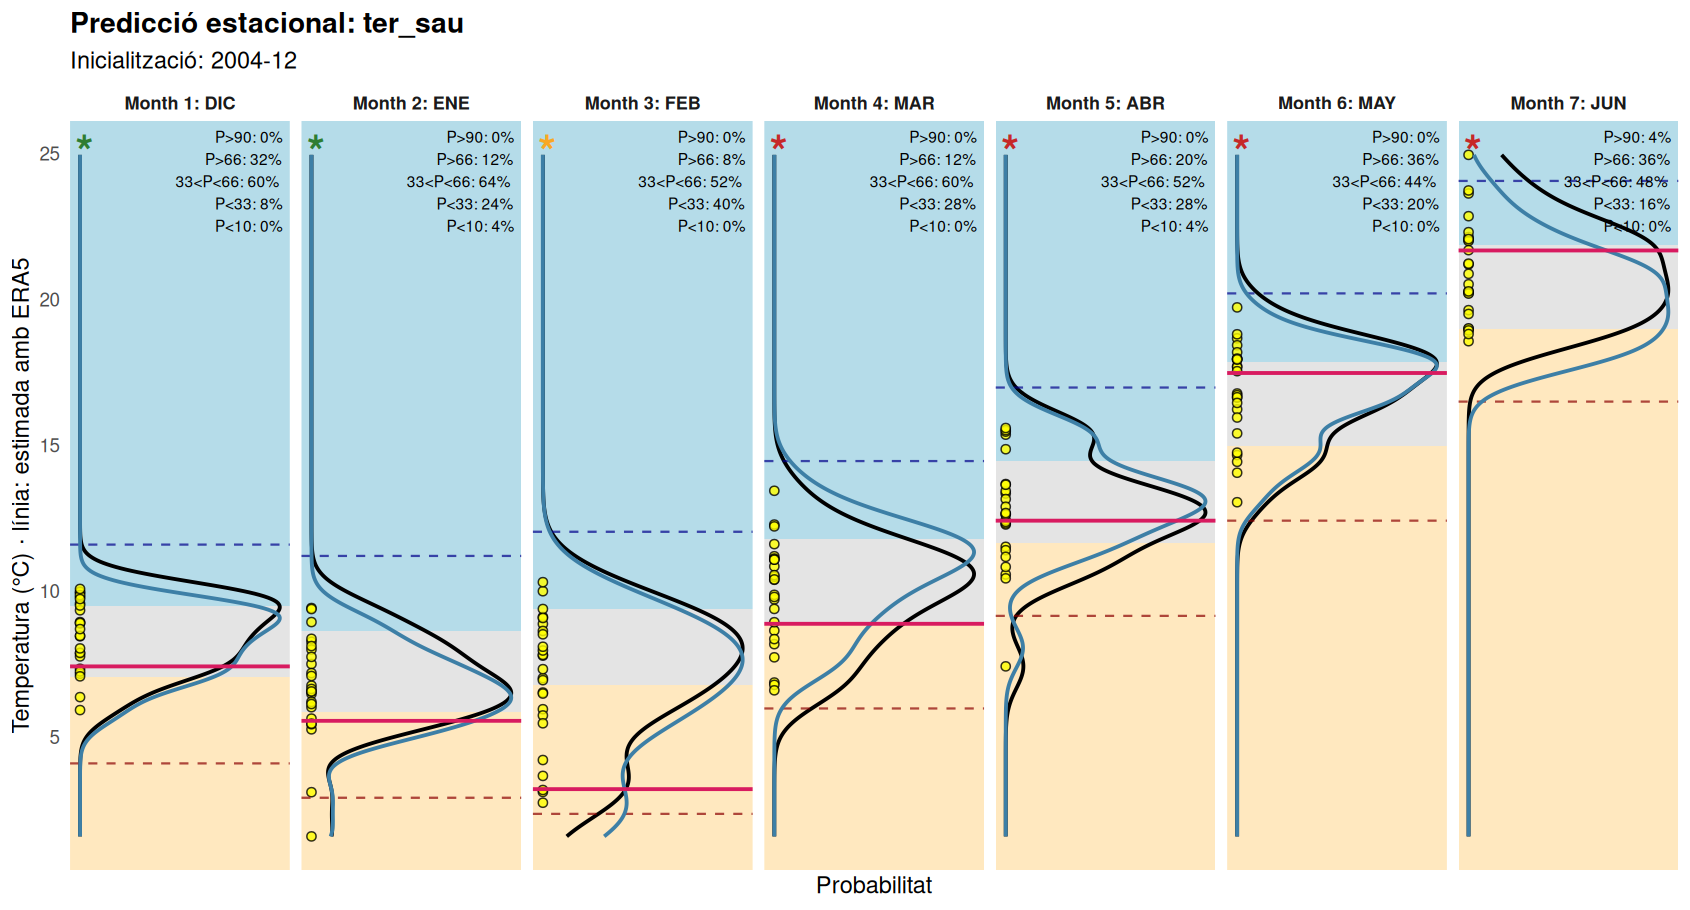 Predicció estacional: ter_sau
Inicialització: 2004-12
Month 1: DIC
Month 2: ENE
Month 3: FEB
Month 4: MAR
Month 5: ABR
Month 6: MAY
Month 7: JUN
*
P>90: 0%
P>66: 32%
33<P<66: 60%
P<33: 8%
P<10: 0%
*
P>90: 0%
P>66: 12%
33<P<66: 64%
P<33: 24%
P<10: 4%
*
P>90: 0%
P>66: 8%
33<P<66: 52%
P<33: 40%
P<10: 0%
*
P>90: 0%
P>66: 12%
33<P<66: 60%
P<33: 28%
P<10: 0%
*
P>90: 0%
P>66: 20%
33<P<66: 52%
P<33: 28%
P<10: 4%
*
P>90: 0%
P>66: 36%
33<P<66: 44%
P<33: 20%
P<10: 0%
*
P>90: 4%
P>66: 36%
33<P<66: 48%
P<33: 16%
P<10: 0%
25
20
15
10
5
Temperatura (°C) · línia: estimada amb ERA5
Probabilitat